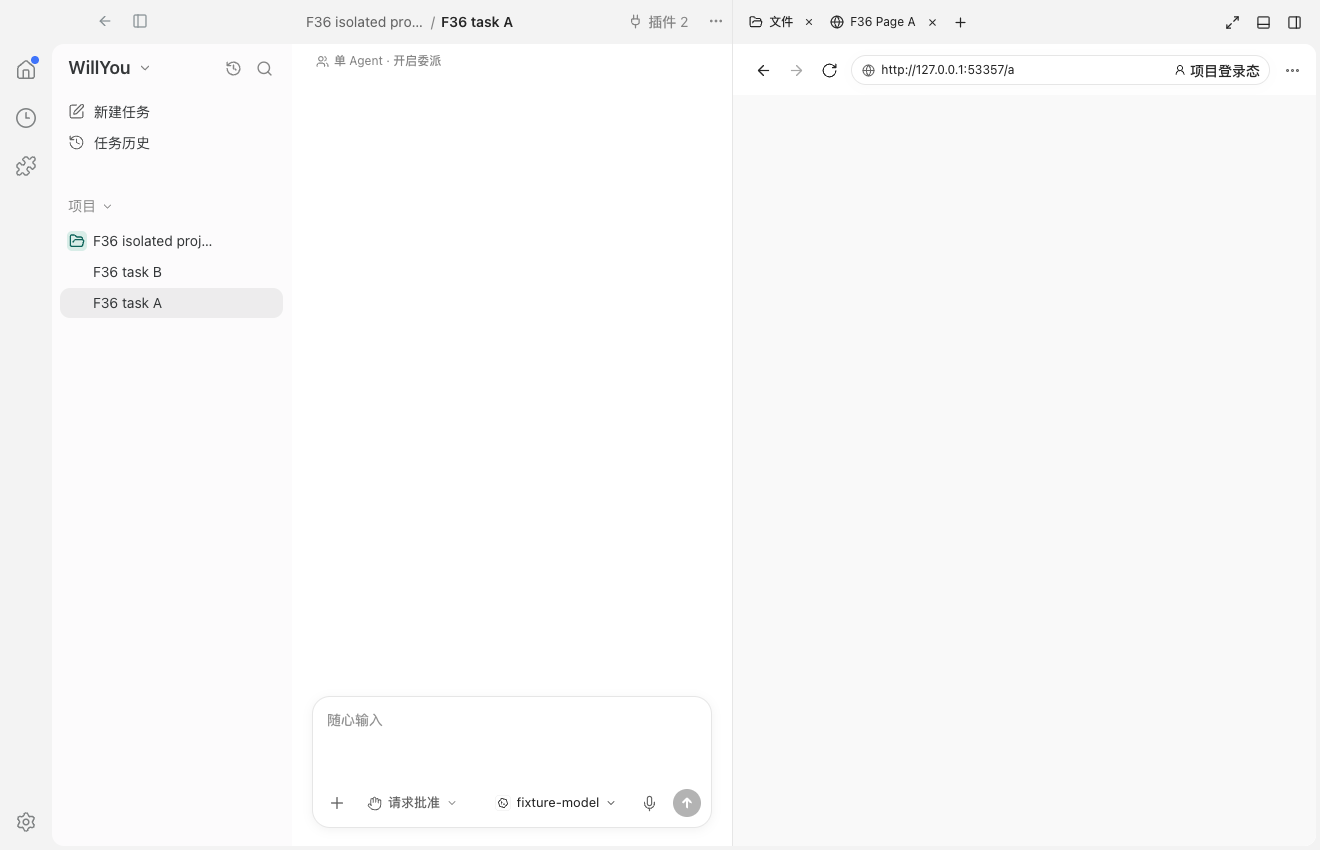 F36 isolated pro... / F36 task A
插件 2
文件
F36 Page A
WillYou
单 Agent · 开启委派
http://127.0.0.1:53357/a
项目登录态
新建任务
任务历史
项目
F36 isolated proj...
F36 task B
F36 task A
随心输入
请求批准
fixture-model